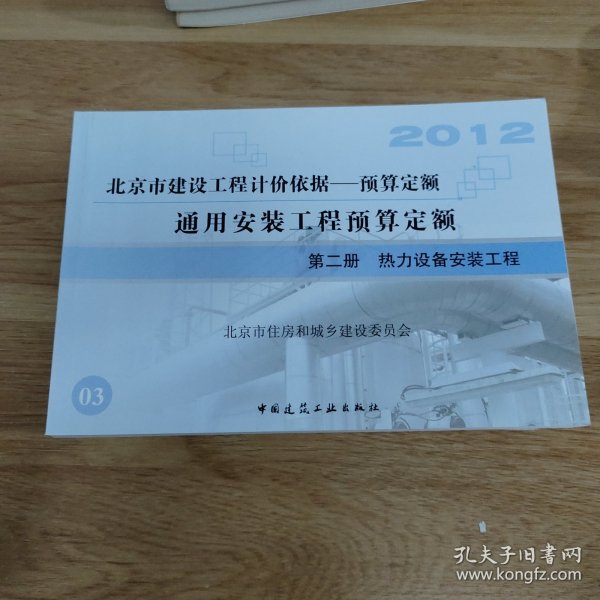 2012
北京市建设工程计价依据——预算定额
通用安装工程预算定额
第二册 热力设备安装工程
北京市住房和城乡建设委员会
03
中国建筑工业出版社
孔夫子旧书网
www.kongfz.com